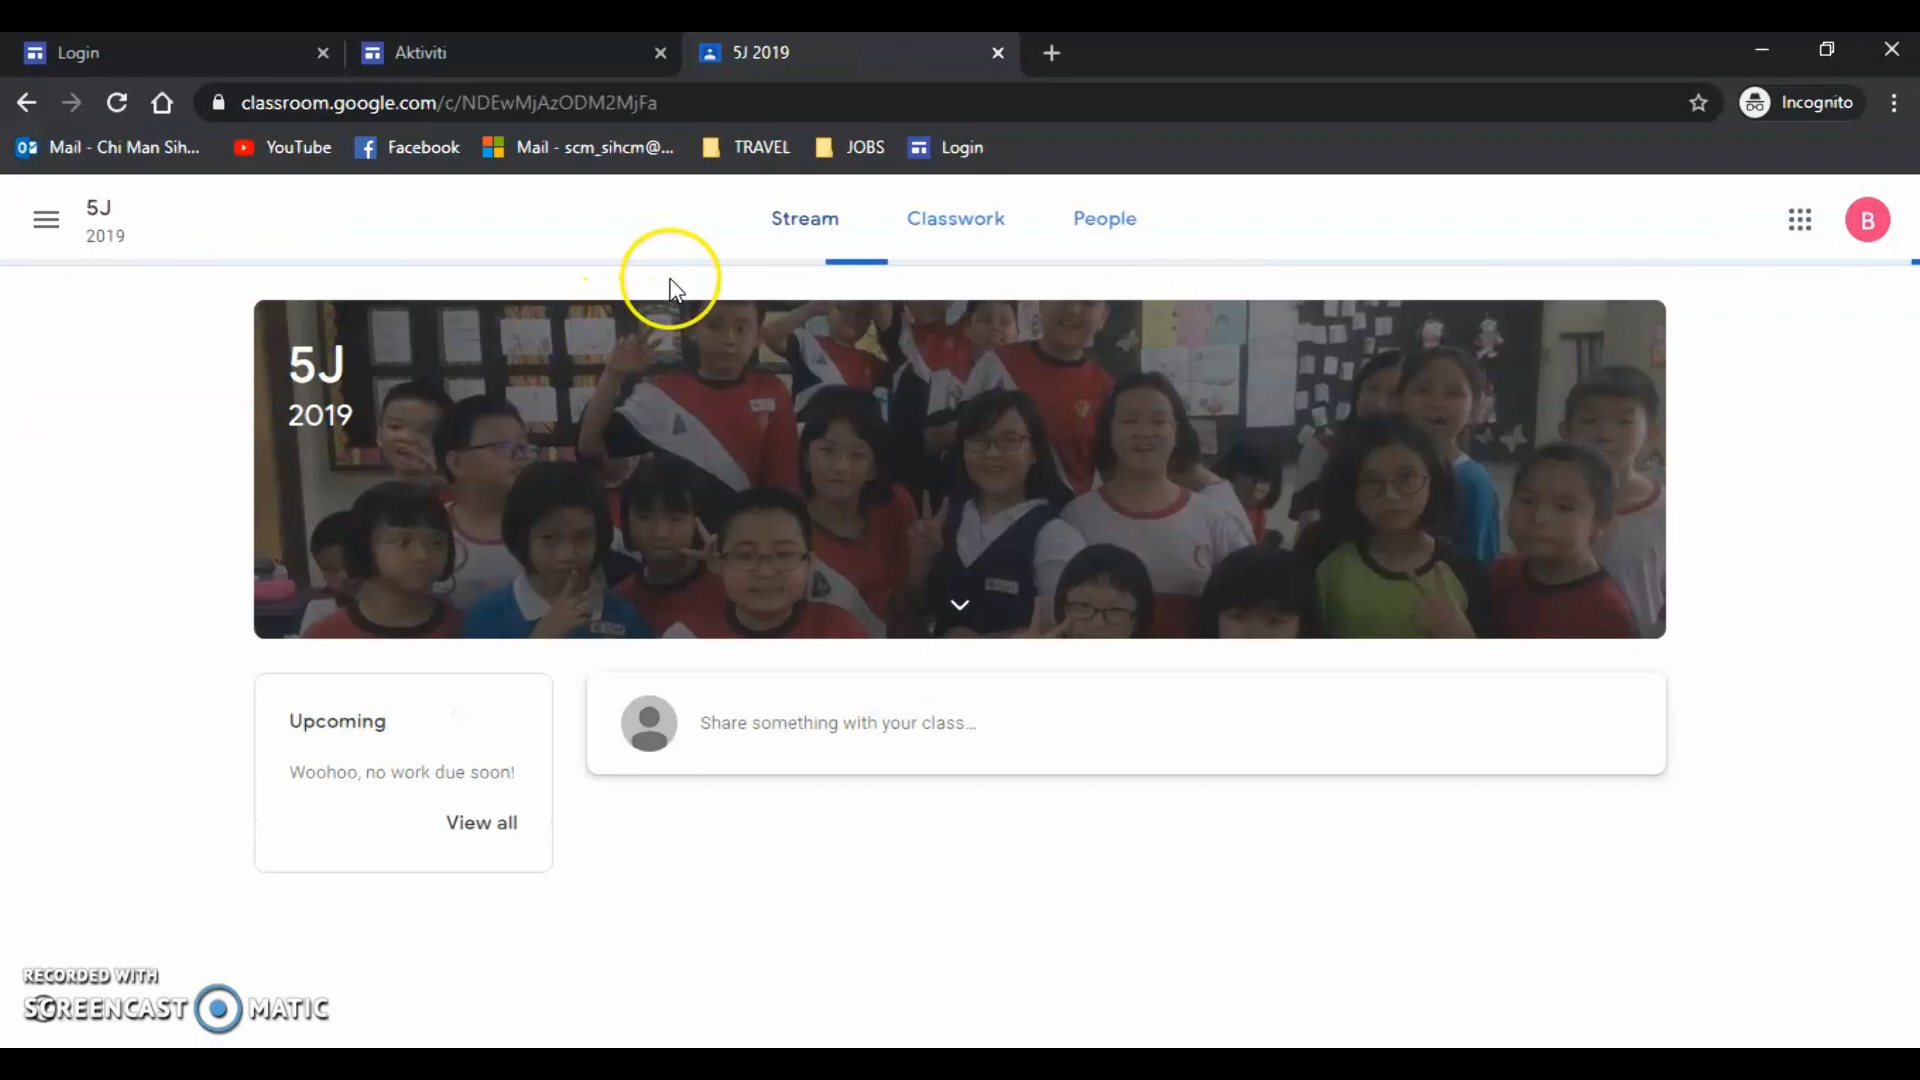 Login
Aktiviti
5J 2019
classroom.google.com/c/NDEwMjAzODM2MjFa
Incognito
Mail - Chi Man Sih...
YouTube
Facebook
Mail - scm_sihcm@...
TRAVEL
JOBS
Login
5J
2019
Stream
Classwork
People
B
5J
2019
Upcoming
Woohoo, no work due soon!
View all
Share something with your class...
RECORDED WITH
SCREENCAST MATIC